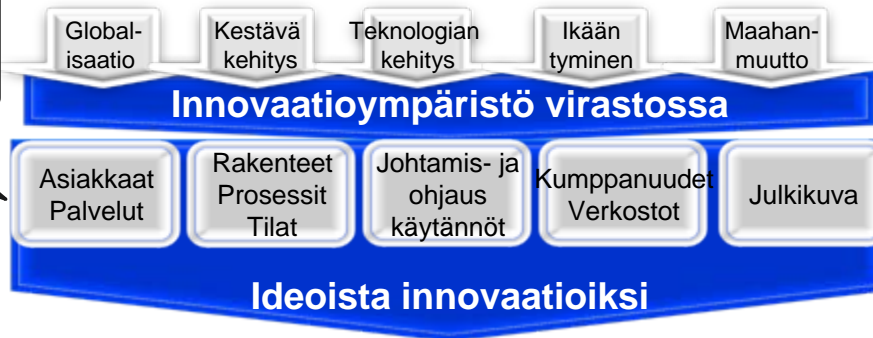 Global-
isaatio
Kestävä
kehitys
Teknologian
kehitys
Ikään
tyminen
Maahan-
muutto
Innovaatioympäristö virastossa
Asiakkaat
Palvelut
Rakenteet
Prosessit
Tilat
Johtamis- ja
ohjaus
käytännöt
Kumppanuudet
Verkostot
Julkikuva
Ideoista innovaatioiksi